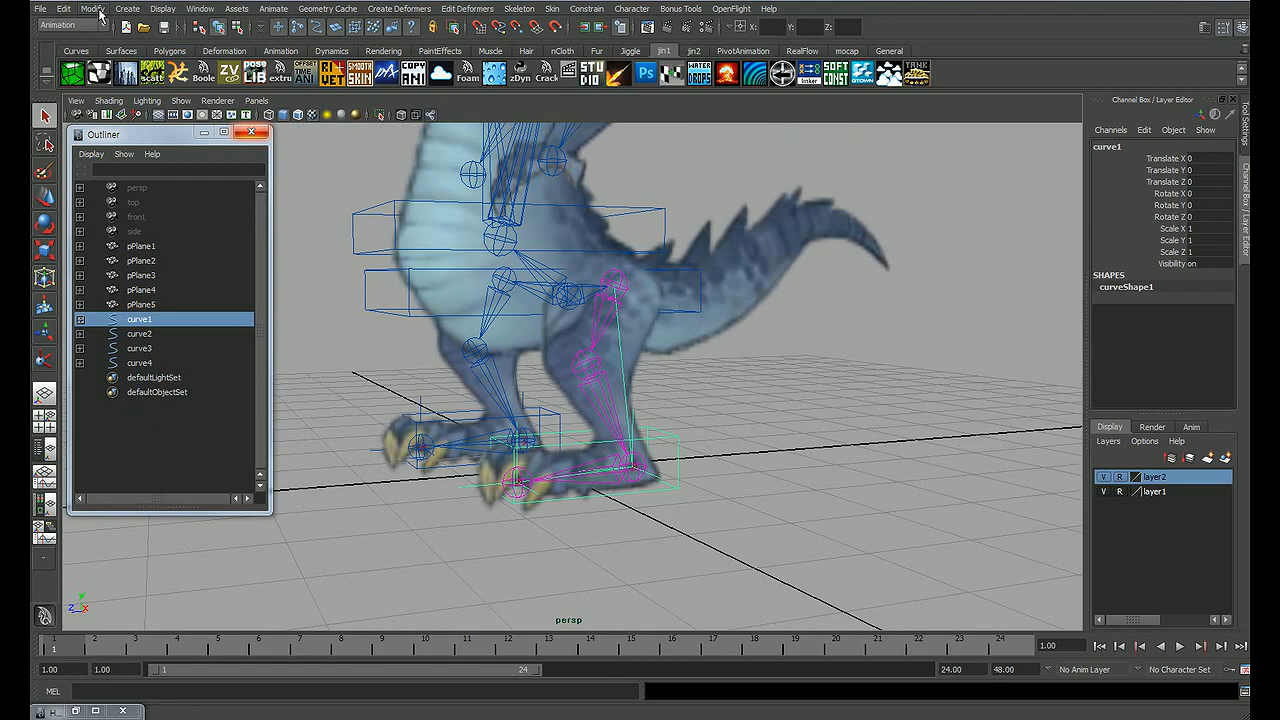 File Edit Modify Create Display Window Assets Animate Geometry Cache Create Deformers Edit Deformers Skeleton Skin Constrain Character Bonus Tools OpenFlight Help
Animation X: Y: Z:
Curves Surfaces Polygons Deformation Animation Dynamics Rendering PaintEffects Muscle Hair nCloth Fur Jiggle jin1 jin2 PivotAnimation RealFlow mocap General
View Shading Lighting Show Renderer Panels
Outliner
Display Show Help
persp
top
front
side
pPlane1
pPlane2
pPlane3
pPlane4
pPlane5
curve1
curve2
curve3
curve4
defaultLightSet
defaultObjectSet
persp
Channel Box / Layer Editor
Channels Edit Object Show
curve1
Translate X 0
Translate Y 0
Translate Z 0
Rotate X 0
Rotate Y 0
Rotate Z 0
Scale X 1
Scale Y 1
Scale Z 1
Visibility on
SHAPES
curveShape1
Tool Settings
Channel Box / Layer Editor
Display Render Anim
Layers Options Help
V R layer2
V R layer1
1 2 3 4 5 6 7 8 9 10 11 12 13 14 15 16 17 18 19 20 21 22 23 24
1 1.00
1.00 1.00 1 24 24.00 48.00 No Anim Layer No Character Set
MEL